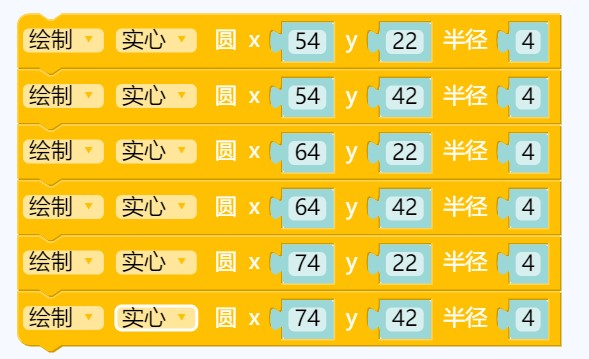 绘制 实心 圆 x 54 y 22 半径 4
绘制 实心 圆 x 54 y 42 半径 4
绘制 实心 圆 x 64 y 22 半径 4
绘制 实心 圆 x 64 y 42 半径 4
绘制 实心 圆 x 74 y 22 半径 4
绘制 实心 圆 x 74 y 42 半径 4